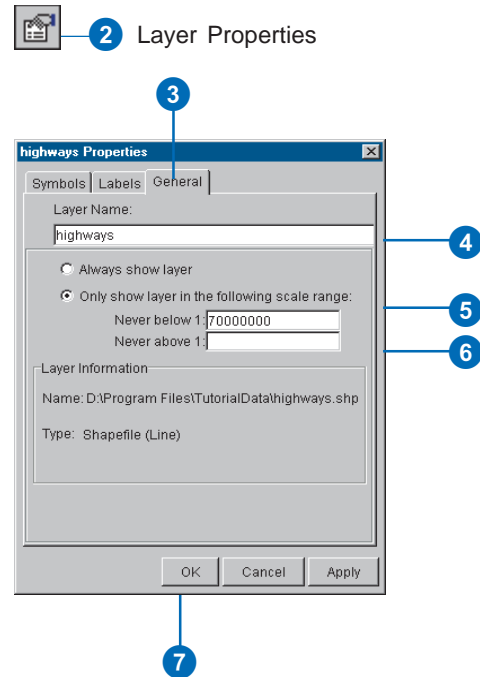 2 Layer Properties
3
highways Properties
Symbols Labels General
Layer Name:
highways
4
Always show layer
Only show layer in the following scale range:
5
Never below 1: 70000000
Never above 1:
6
Layer Information
Name: D:\Program Files\TutorialData\highways.shp
Type: Shapefile (Line)
OK Cancel Apply
7